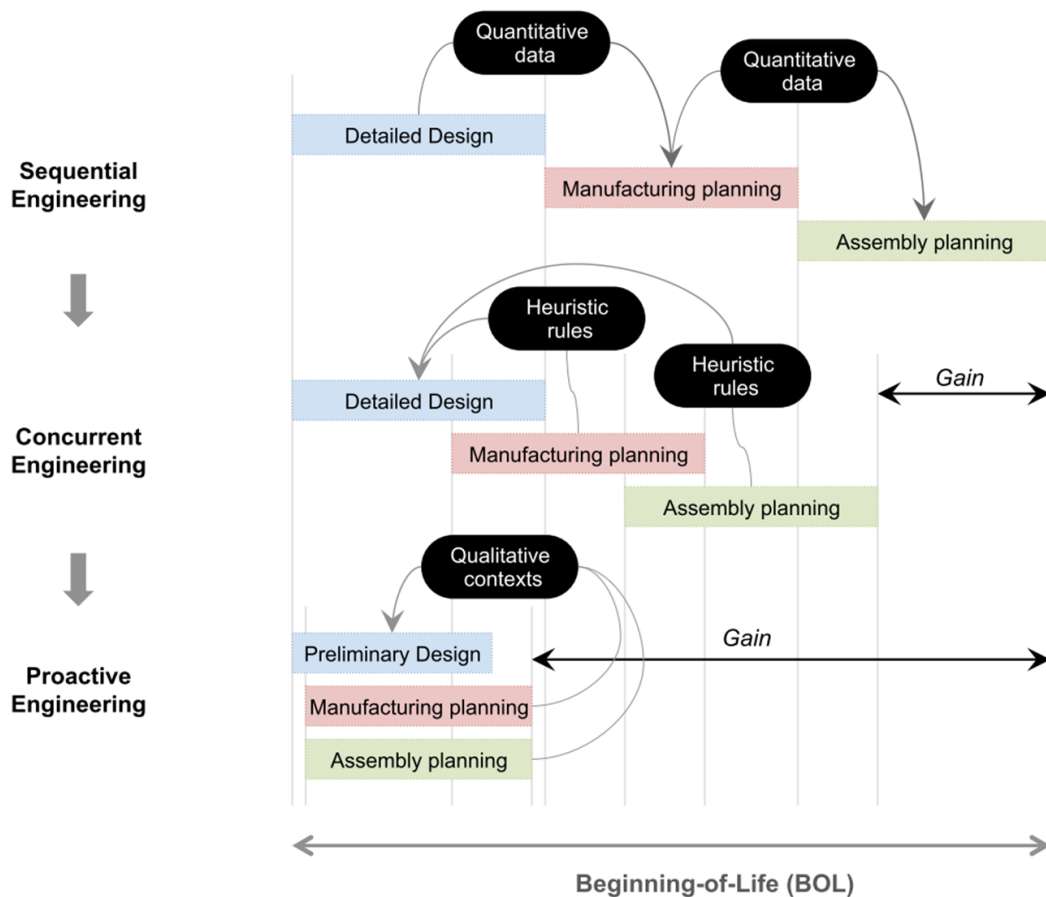 Quantitative
data
Quantitative
data
Detailed Design
Sequential
Engineering
Manufacturing planning
Assembly planning
Heuristic
rules
Heuristic
rules
Gain
Detailed Design
Concurrent
Engineering
Manufacturing planning
Assembly planning
Qualitative
contexts
Gain
Preliminary Design
Proactive
Engineering
Manufacturing planning
Assembly planning
Beginning-of-Life (BOL)